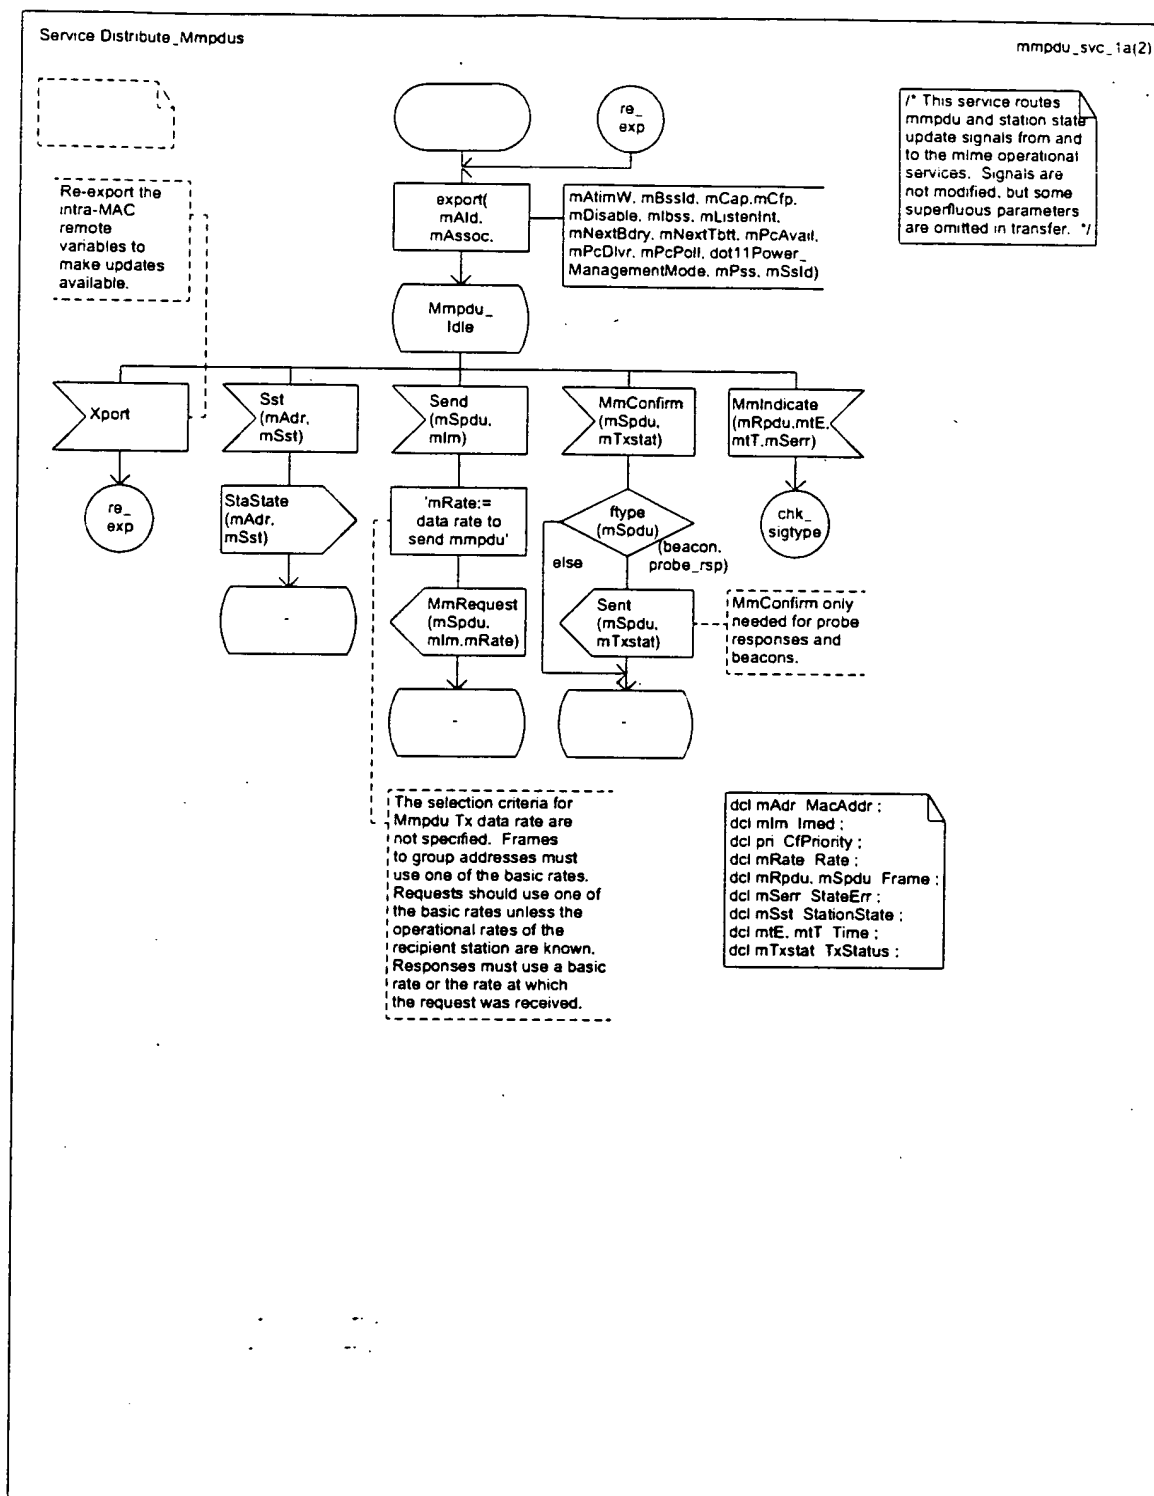 Service Distribute_Mmpdus
mmpdu_svc_1a(2)
re_
exp
/* This service routes
mmpdu and station state
update signals from and
to the mlme operational
services. Signals are
not modified, but some
superfluous parameters
are omitted in transfer. */
Re-export the
intra-MAC
remote
variables to
make updates
available.
export(
mAId,
mAssoc,
mAtimW, mBssId, mCap,mCfp,
mDisable, mIbss, mListenInt,
mNextBdry, mNextTbtt, mPcAvail,
mPcDlvr, mPcPoll, dot11Power_
ManagementMode, mPss, mSsId)
Mmpdu_
Idle
Xport
Sst
(mAdr,
mSst)
Send
(mSpdu,
mIm)
MmConfirm
(mSpdu,
mTxstat)
MmIndicate
(mRpdu,mtE,
mtT,mSerr)
re_
exp
StaState
(mAdr,
mSst)
'mRate:=
data rate to
send mmpdu'
ftype
(mSpdu)
chk_
sigtype
else
(beacon,
probe_rsp)
-
MmRequest
(mSpdu,
mIm,mRate)
Sent
(mSpdu,
mTxstat)
MmConfirm only
needed for probe
responses and
beacons.
-
-
The selection criteria for
Mmpdu Tx data rate are
not specified. Frames
to group addresses must
use one of the basic rates.
Requests should use one of
the basic rates unless the
operational rates of the
recipient station are known.
Responses must use a basic
rate or the rate at which
the request was received.
dcl mAdr MacAddr ;
dcl mIm Imed ;
dcl pri CfPriority ;
dcl mRate Rate ;
dcl mRpdu, mSpdu Frame ;
dcl mSerr StateErr ;
dcl mSst StationState ;
dcl mtE, mtT Time ;
dcl mTxstat TxStatus ;